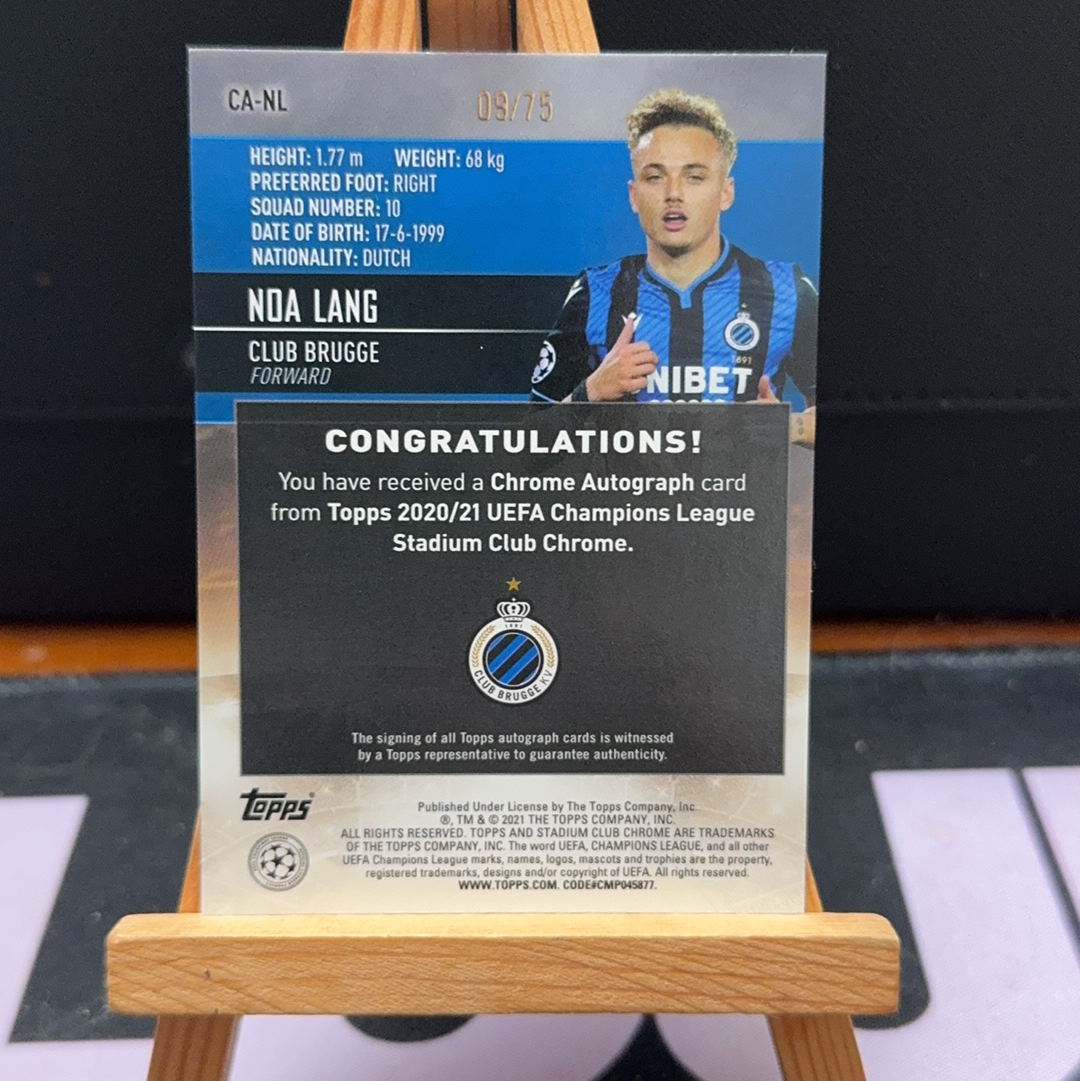 CA-NL
09/75
HEIGHT: 1.77 m WEIGHT: 68 kg
PREFERRED FOOT: RIGHT
SQUAD NUMBER: 10
DATE OF BIRTH: 17-6-1999
NATIONALITY: DUTCH
NOA LANG
CLUB BRUGGE
FORWARD
1891
UNIBET
CONGRATULATIONS!
You have received a Chrome Autograph card
from Topps 2020/21 UEFA Champions League
Stadium Club Chrome.
1891
CLUB BRUGGE KV
The signing of all Topps autograph cards is witnessed
by a Topps representative to guarantee authenticity.
topps®
Published Under License by The Topps Company, Inc.
®, TM & © 2021 THE TOPPS COMPANY, INC.
ALL RIGHTS RESERVED. TOPPS AND STADIUM CLUB CHROME ARE TRADEMARKS
OF THE TOPPS COMPANY, INC. The word UEFA, CHAMPIONS LEAGUE, and all other
UEFA Champions League marks, names, logos, mascots and trophies are the property,
registered trademarks, designs and/or copyright of UEFA. All rights reserved.
WWW.TOPPS.COM. CODE#CMP045877.